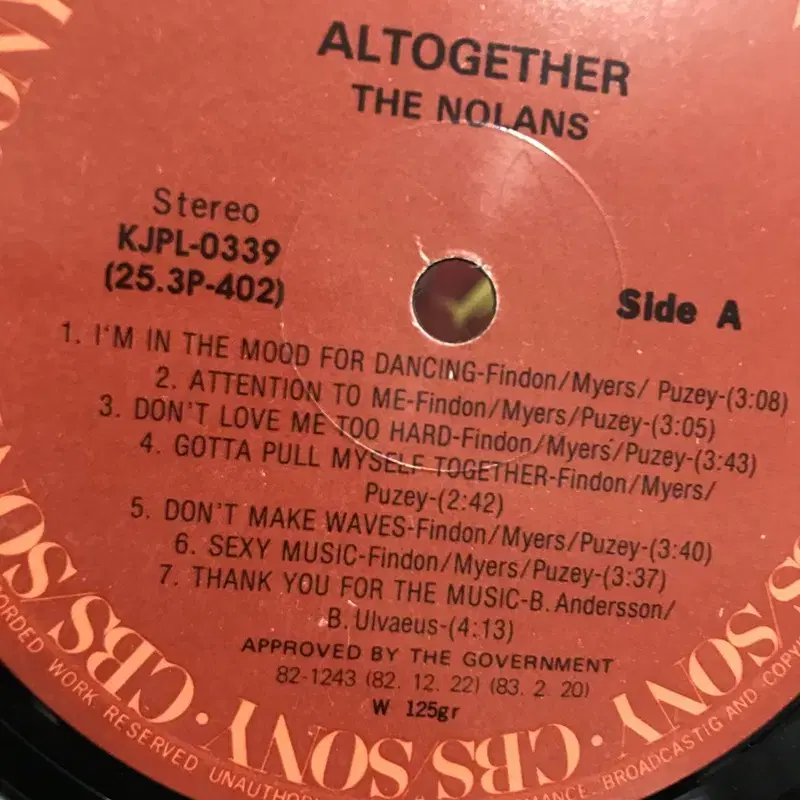 ALTOGETHER
THE NOLANS
Stereo
KJPL-0339
(25.3P-402)
Side A
1. I'M IN THE MOOD FOR DANCING-Findon/Myers/ Puzey-(3:08)
2. ATTENTION TO ME-Findon/Myers/Puzey-(3:05)
3. DON'T LOVE ME TOO HARD-Findon/Myers/Puzey-(3:43)
4. GOTTA PULL MYSELF TOGETHER-Findon/Myers/
Puzey-(2:42)
5. DON'T MAKE WAVES-Findon/Myers/Puzey-(3:40)
6. SEXY MUSIC-Findon/Myers/Puzey-(3:37)
7. THANK YOU FOR THE MUSIC-B. Andersson/
B. Ulvaeus-(4:13)
APPROVED BY THE GOVERNMENT
82-1243 (82. 12. 22) (83. 2. 20)
W 125gr
CBS/SONY · CBS/SONY · CBS/SONY
WORK RESERVED
BROADCASTIG AND